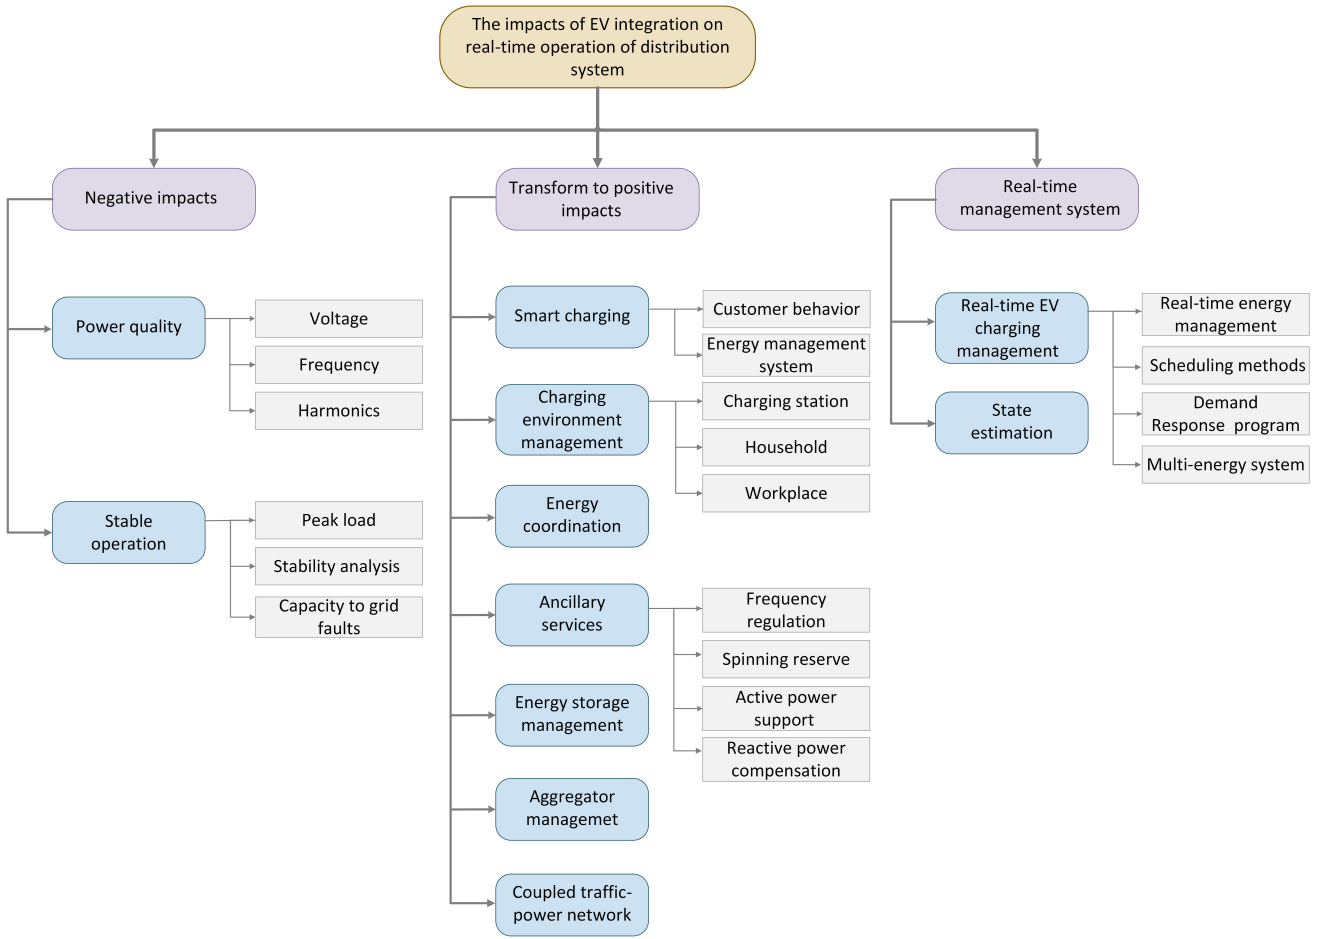 The impacts of EV integration on
real-time operation of distribution
system
Negative impacts
Power quality
Voltage
Frequency
Harmonics
Stable
operation
Peak load
Stability analysis
Capacity to grid
faults
Transform to positive
impacts
Smart charging
Customer behavior
Energy management
system
Charging
environment
management
Charging station
Household
Workplace
Energy
coordination
Ancillary
services
Frequency
regulation
Spinning reserve
Active power
support
Reactive power
compensation
Energy storage
management
Aggregator
managemet
Coupled traffic-
power network
Real-time
management system
Real-time EV
charging
management
Real-time energy
management
Scheduling methods
Demand
Response  program
Multi-energy system
State
estimation